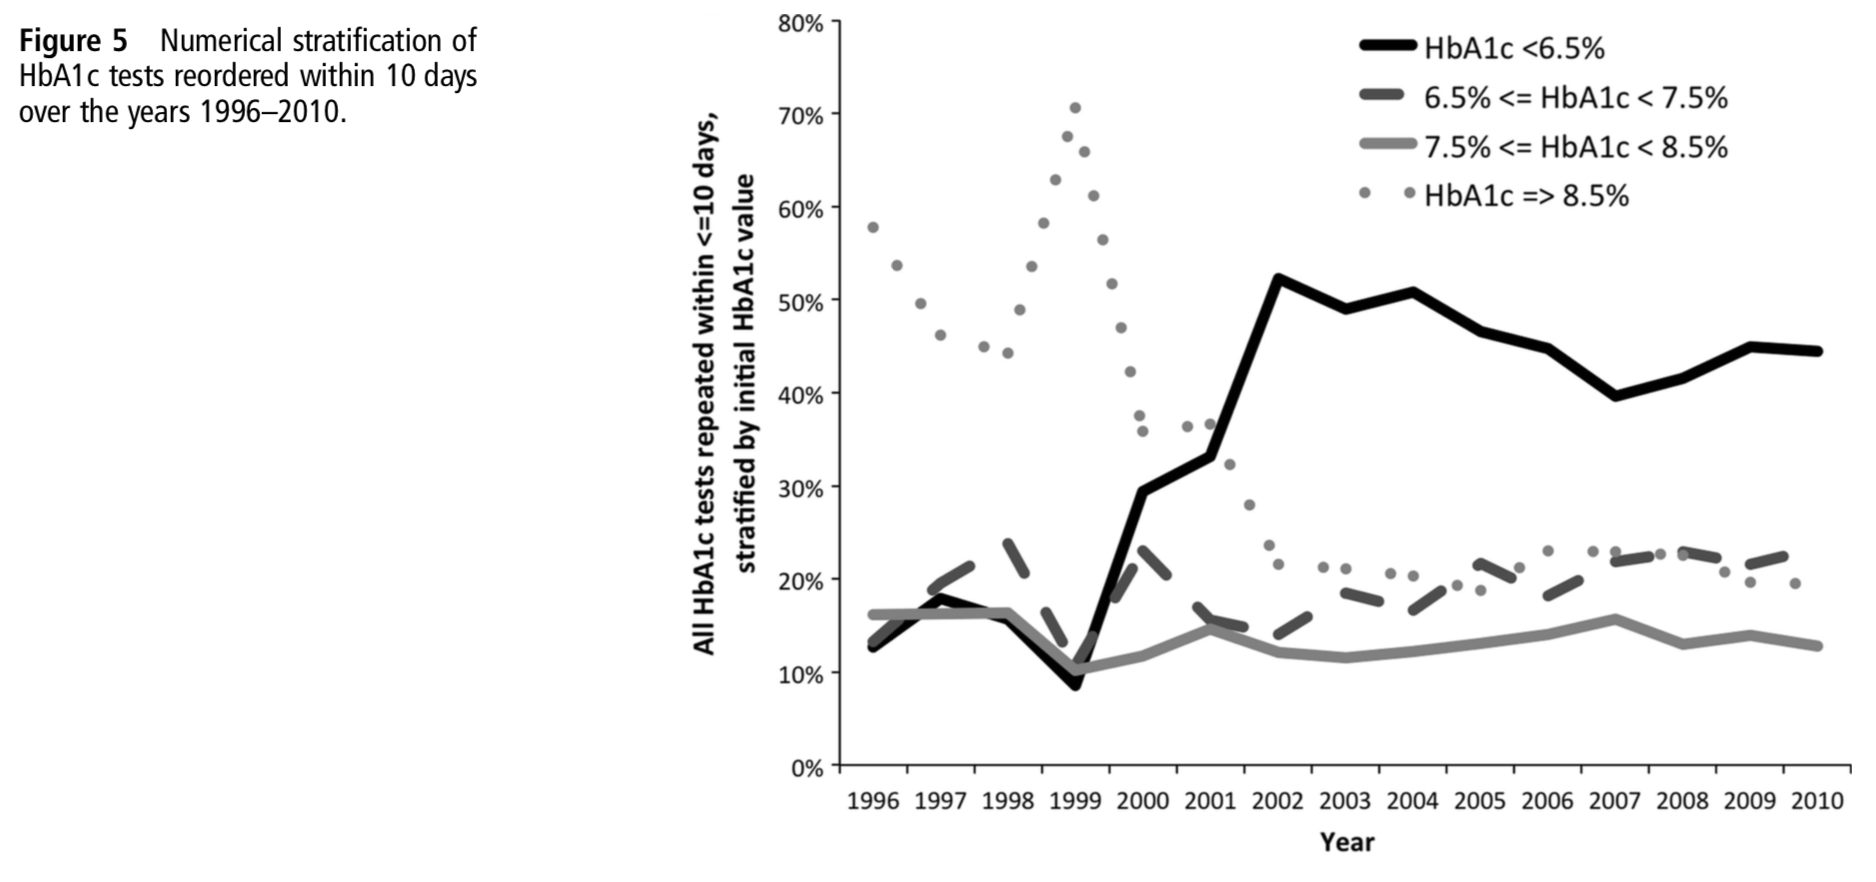 Figure 5 Numerical stratification of
HbA1c tests reordered within 10 days
over the years 1996–2010.
All HbA1c tests repeated within <=10 days,
stratified by initial HbA1c value
80%
70%
60%
50%
40%
30%
20%
10%
0%
HbA1c <6.5%
6.5% <= HbA1c < 7.5%
7.5% <= HbA1c < 8.5%
HbA1c => 8.5%
1996 1997 1998 1999 2000 2001 2002 2003 2004 2005 2006 2007 2008 2009 2010
Year